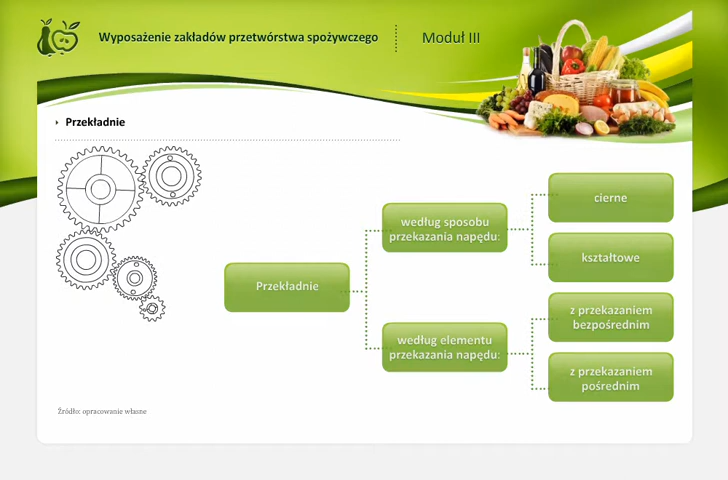 Wyposażenie zakładów przetwórstwa spożywczego
Moduł III
Przekładnie
Przekładnie
według sposobu
przekazania napędu:
cierne
kształtowe
według elementu
przekazania napędu:
z przekazaniem
bezpośrednim
z przekazaniem
pośrednim
Źródło: opracowanie własne